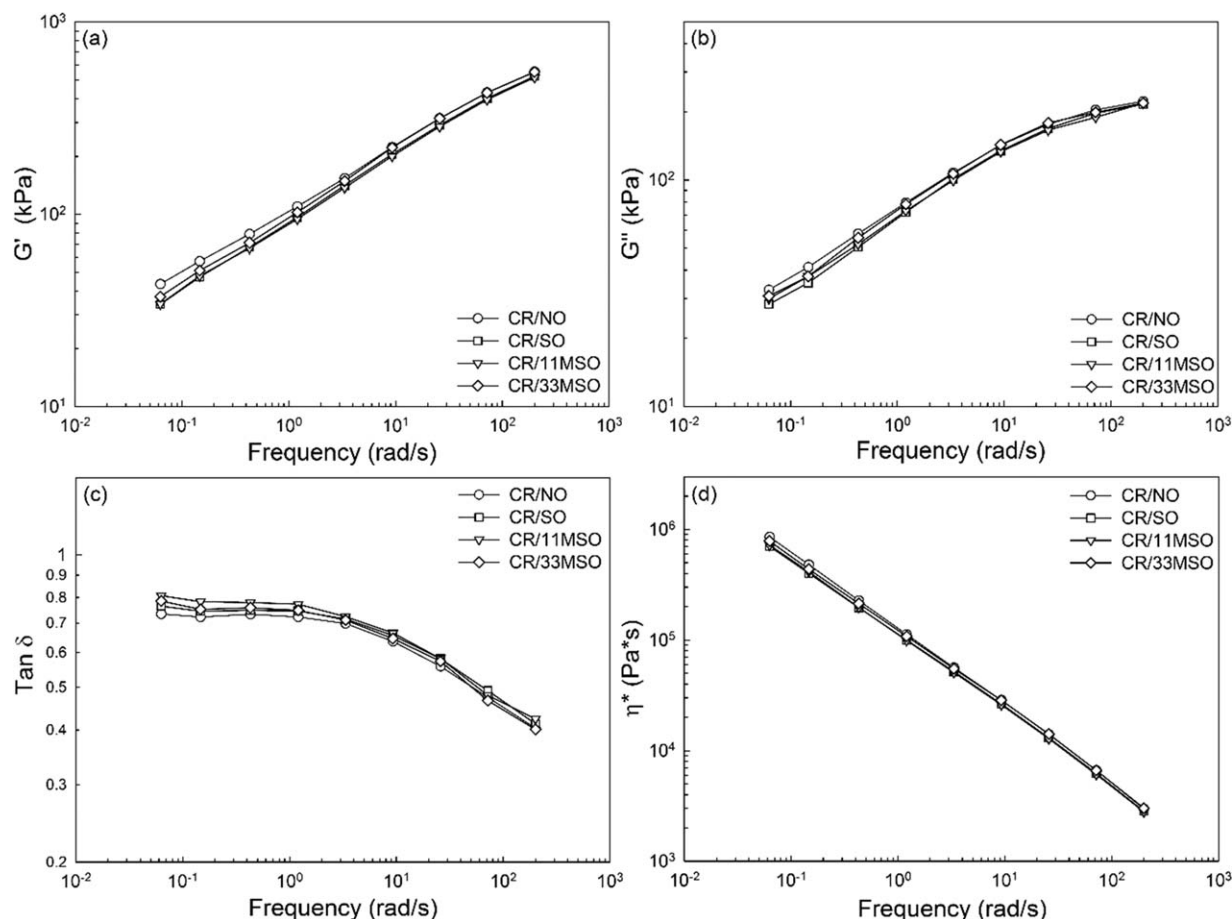 (a)
10³
10²
10¹
G' (kPa)
CR/NO
CR/SO
CR/11MSO
CR/33MSO
10⁻² 10⁻¹ 10⁰ 10¹ 10² 10³
Frequency (rad/s)
(b)
10²
10¹
G'' (kPa)
CR/NO
CR/SO
CR/11MSO
CR/33MSO
10⁻² 10⁻¹ 10⁰ 10¹ 10² 10³
Frequency (rad/s)
(c)
CR/NO
CR/SO
CR/11MSO
CR/33MSO
1
0.9
0.8
0.7
0.6
0.5
0.4
0.3
0.2
Tan δ
10⁻² 10⁻¹ 10⁰ 10¹ 10² 10³
Frequency (rad/s)
(d)
CR/NO
CR/SO
CR/11MSO
CR/33MSO
10⁶
10⁵
10⁴
10³
η* (Pa*s)
10⁻² 10⁻¹ 10⁰ 10¹ 10² 10³
Frequency (rad/s)